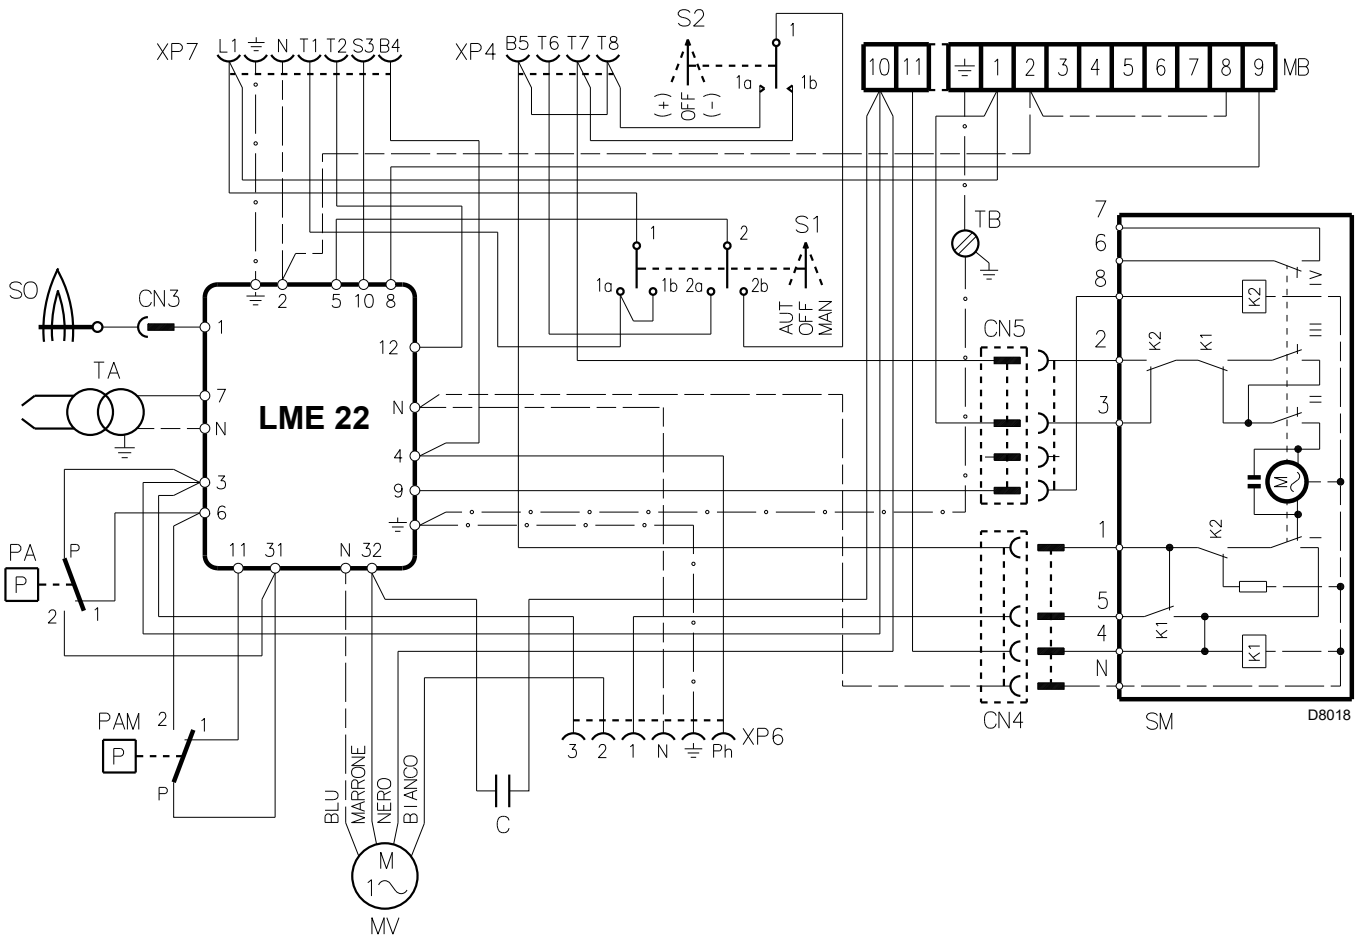 S2
1
XP7 L1 N T1 T2 S3 B4
XP4 B5 T6 T7 T8
1a 1b
(+) OFF (-)
10 11 1 2 3 4 5 6 7 8 9 MB
TB
7
6
8
2
3
1
5
4
N
S1
1 2
1a 1b 2a 2b
AUT OFF MAN
SO CN3
TA
2 5 10 8
1
7
N
3
6
12
N
4
9
11 31 N 32
LME 22
CN5
CN4
K2
K2 K1
IV
III
II
I
M
K2
K1
K1
SM
D8018
PA
P
P
2 1
PAM
P
2 1
P
3 2 1 N Ph XP6
BLU
MARRONE
NERO
BIANCO
C
M
1
MV